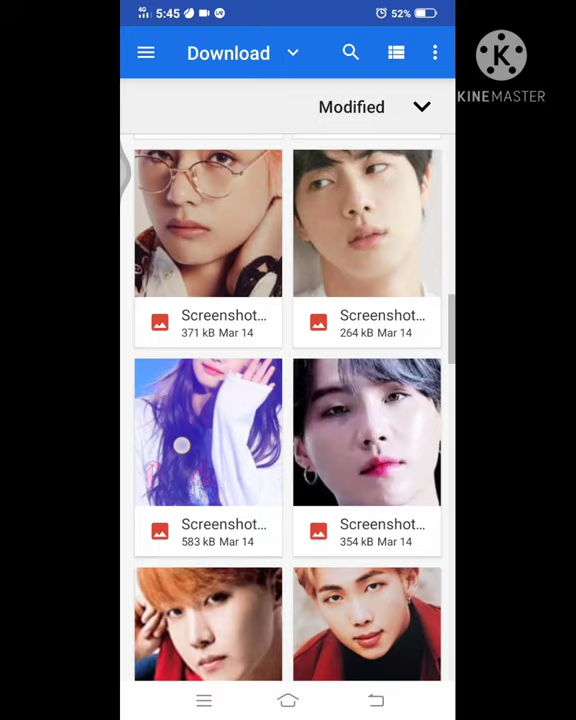 4G 5:45 52%
Download
K
KINEMASTER
Modified
Screenshot... Screenshot...
371 kB Mar 14 264 kB Mar 14
Screenshot... Screenshot...
583 kB Mar 14 354 kB Mar 14